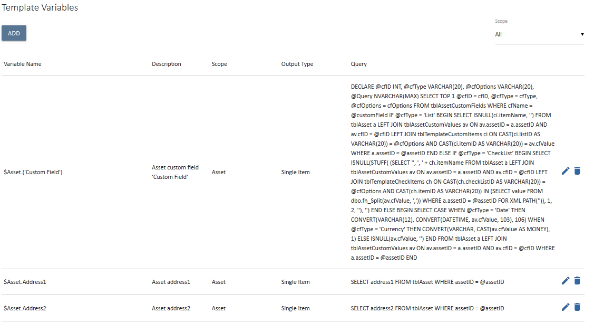 Template Variables
ADD
Scope
All
Variable Name Description Scope Output Type Query
DECLARE @cfID INT, @cfType VARCHAR(20), @cfOptions VARCHAR(20),
@Query NVARCHAR(MAX) SELECT TOP 1 @cfID = cfID, @cfType = cfType,
@cfOptions = cfOptions FROM tblAssetCustomFields WHERE cfName =
@customField IF @cfType = 'List' BEGIN SELECT ISNULL(cl.itemName, '') FROM
tblAsset a LEFT JOIN tblAssetCustomValues av ON av.assetID = a.assetID AND
av.cfID = @cfID LEFT JOIN tblTemplateCustomItems cl ON CAST(cl.listID AS
VARCHAR(20)) = @cfOptions AND CAST(cl.itemID AS VARCHAR(20)) = av.cfValue
WHERE a.assetID = @assetID END ELSE IF @cfType = 'CheckList' BEGIN SELECT
ISNULL(STUFF( (SELECT ', ' + ch.itemName FROM tblAsset a LEFT JOIN
$Asset.['Custom Field'] Asset custom field 'Custom Field' Asset Single Item
tblAssetCustomValues av ON av.assetID = a.assetID AND av.cfID = @cfID LEFT
JOIN tblTemplateCheckItems ch ON CAST(ch.checkListID AS VARCHAR(20)) =
@cfOptions AND CAST(ch.itemID AS VARCHAR(20)) IN (SELECT value FROM
dbo.fn_Split(av.cfValue, ',')) WHERE a.assetID = @assetID FOR XML PATH('')), 1,
2, ''), '') END ELSE BEGIN SELECT CASE WHEN @cfType = 'Date' THEN
CONVERT(VARCHAR(12), CONVERT(DATETIME, av.cfValue, 103), 106) WHEN
@cfType = 'Currency' THEN CONVERT(VARCHAR, CAST(av.cfValue AS MONEY),
1) ELSE ISNULL(av.cfValue, '') END FROM tblAsset a LEFT JOIN
tblAssetCustomValues av ON av.assetID = a.assetID AND av.cfID = @cfID WHERE
a.assetID = @assetID END
$Asset.Address1 Asset address1 Asset Single Item SELECT address1 FROM tblAsset WHERE assetID = @assetID
$Asset.Address2 Asset address2 Asset Single Item SELECT address2 FROM tblAsset WHERE assetID = @assetID